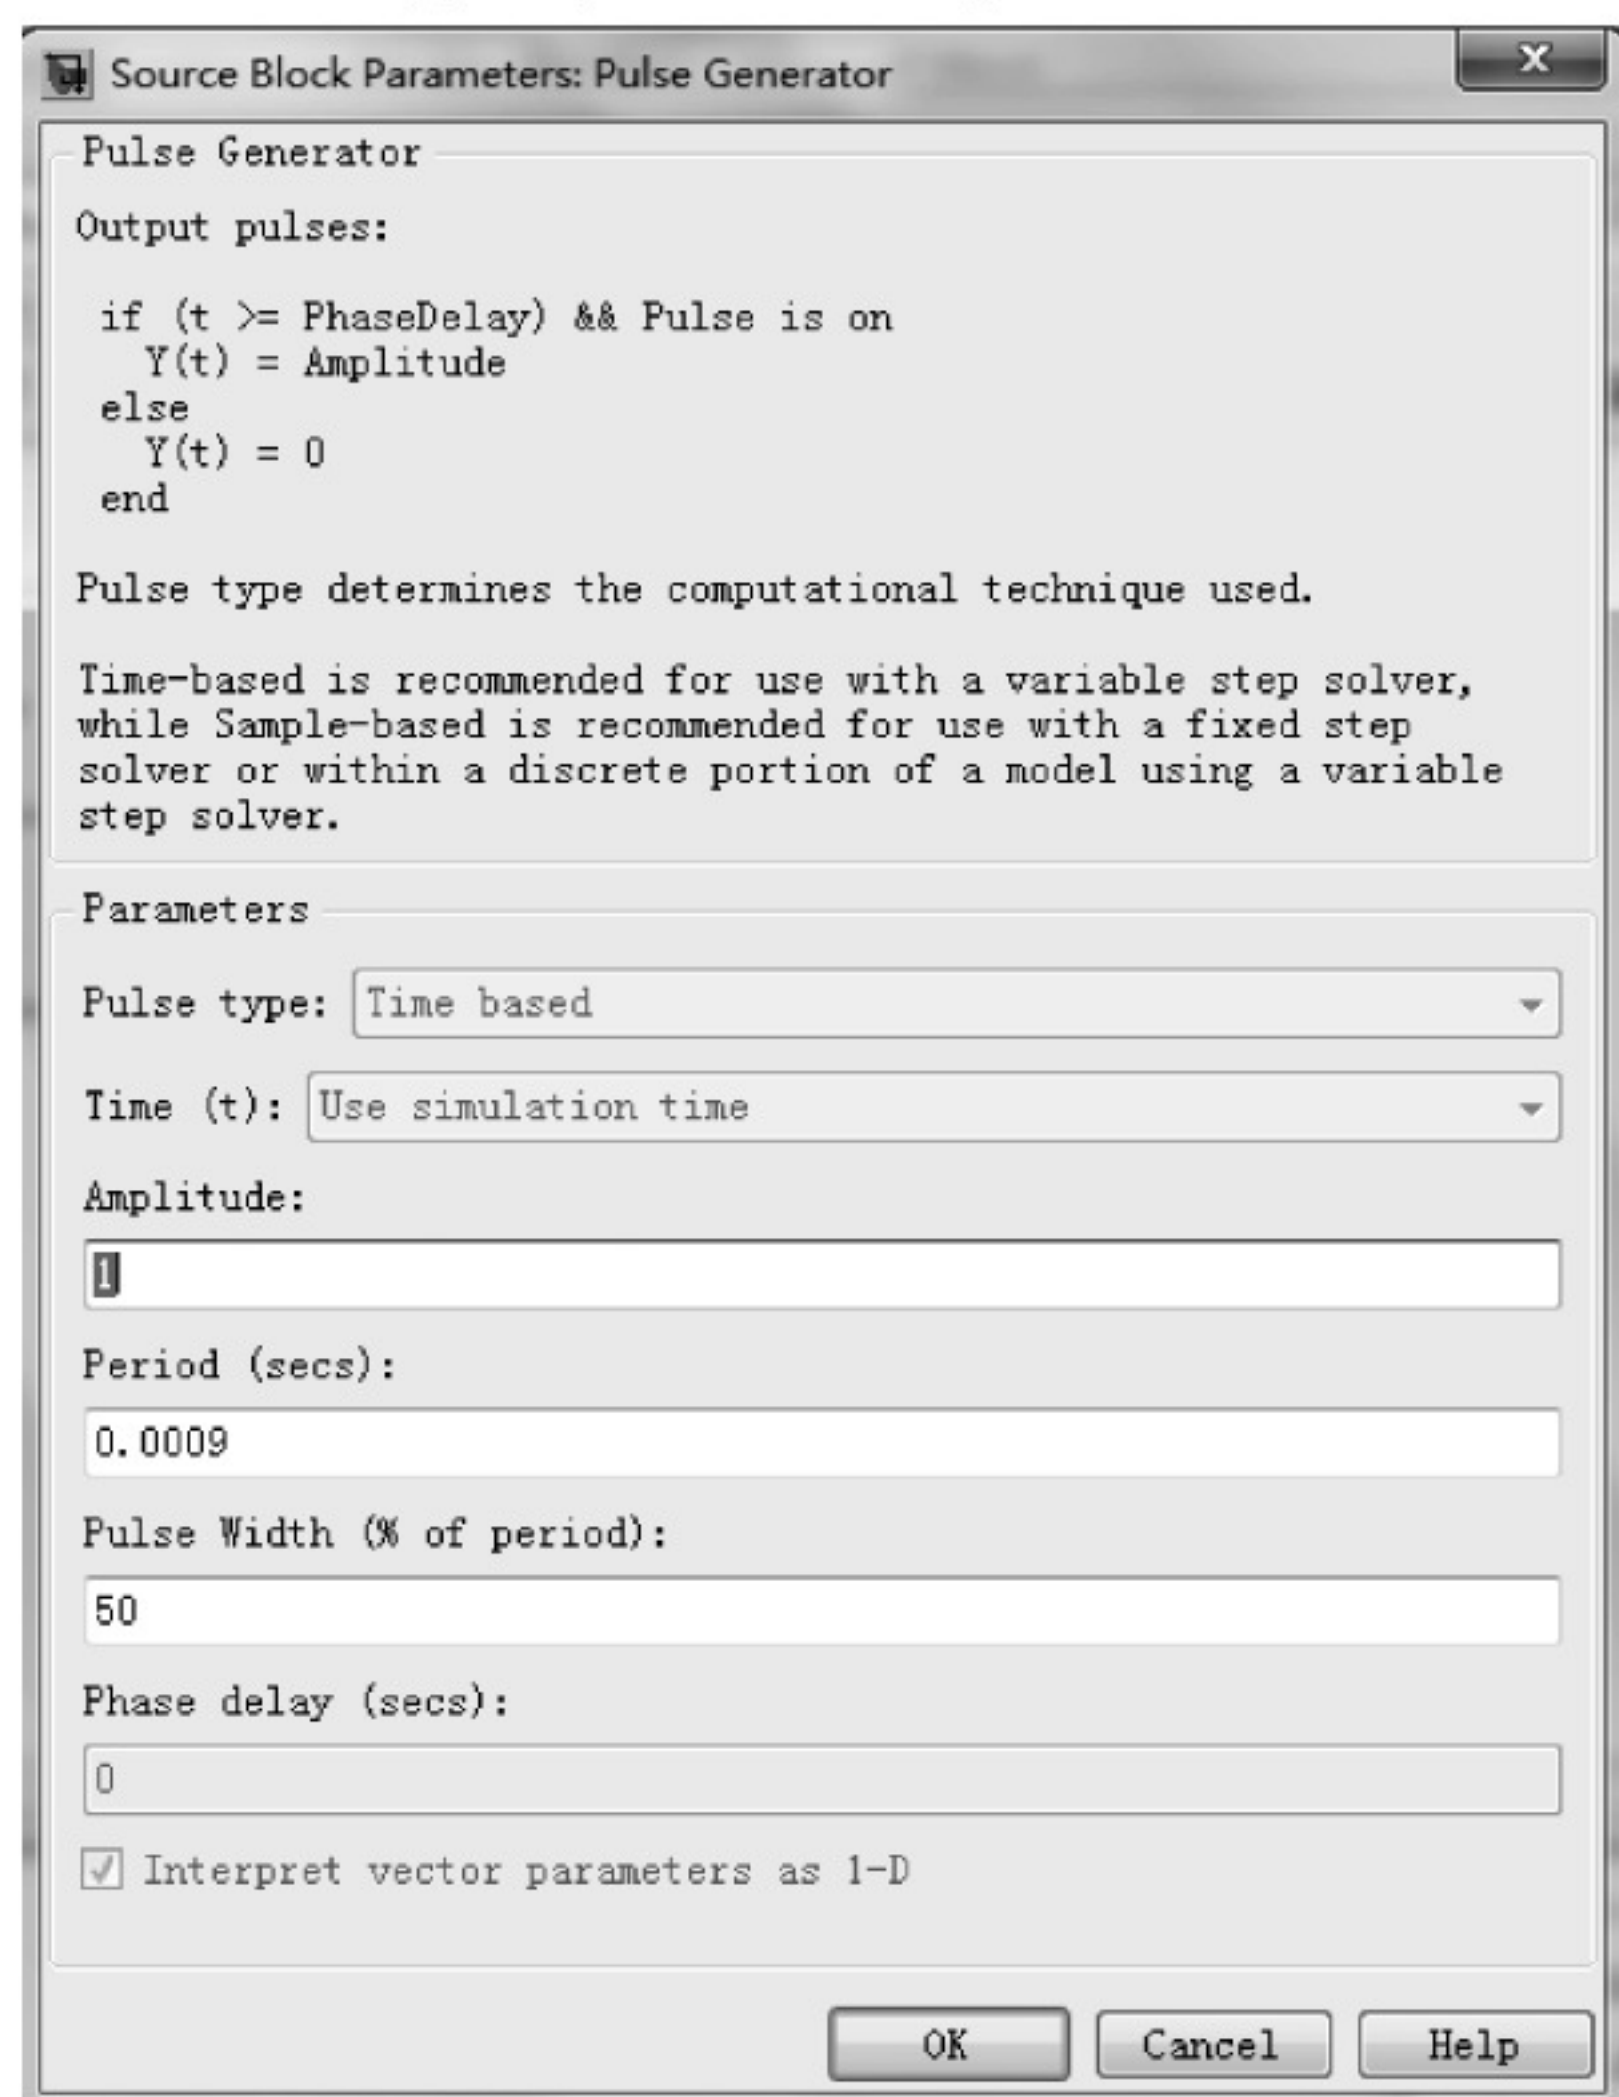 Source Block Parameters: Pulse Generator
Pulse Generator
Output pulses:
if (t >= PhaseDelay) && Pulse is on
Y(t) = Amplitude
else
Y(t) = 0
end
Pulse type determines the computational technique used.
Time-based is recommended for use with a variable step solver,
while Sample-based is recommended for use with a fixed step
solver or within a discrete portion of a model using a variable
step solver.
Parameters
Pulse type: Time based
Time (t): Use simulation time
Amplitude:
1
Period (secs):
0.0009
Pulse Width (% of period):
50
Phase delay (secs):
0
Interpret vector parameters as 1-D
OK Cancel Help